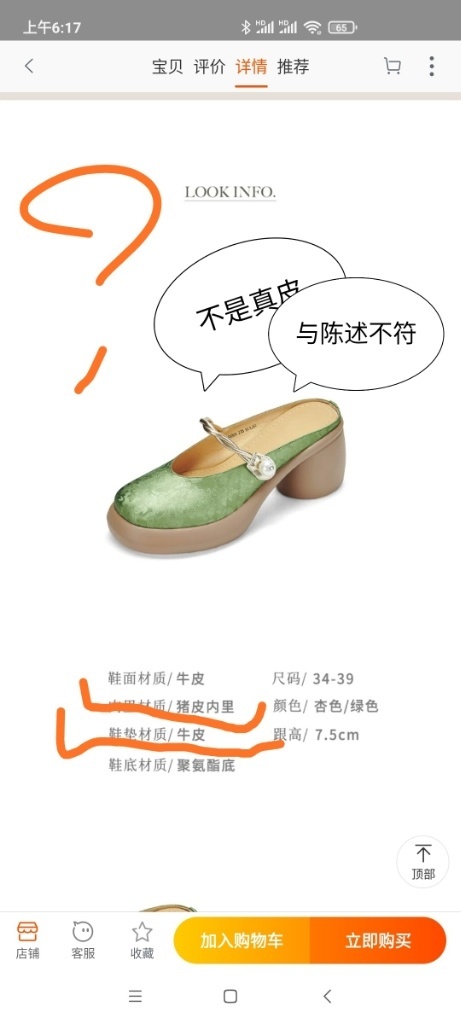 上午6:17
HD HD 65
宝贝 评价 详情 推荐
LOOK INFO.
不是真皮
与陈述不符
鞋面材质/ 牛皮 尺码/ 34-39
内里材质/ 猪皮内里 颜色/ 杏色/绿色
鞋垫材质/ 牛皮 跟高/ 7.5cm
鞋底材质/ 聚氨酯底
顶部
店铺 客服 收藏 加入购物车 立即购买